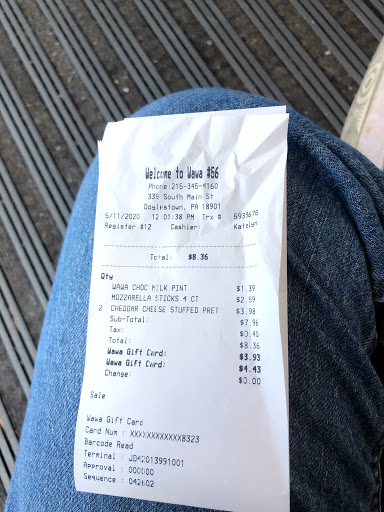 Welcome to Wawa #56
Phone:215-345-4160
339 South Main St
Doylestown, PA 18901
5/11/2020 12:01:38 PM Trx # 5933676
Register #12 Cashier: Katelyn
Total: $8.36
Qty
WAWA CHOC MILK PINT $1.39
MOZZARELLA STICKS 4 CT $2.59
2 CHEDDAR CHEESE STUFFED PRET $3.98
Sub-Total: $7.96
Tax: $0.40
Total: $8.36
Wawa Gift Card: $3.93
Wawa Gift Card: $4.43
Change: $0.00
Sale
Wawa Gift Card
Card Num : XXXXXXXXXXXX8323
Barcode Read
Terminal : JD42013991001
Approval : 000000
Sequence : 042602